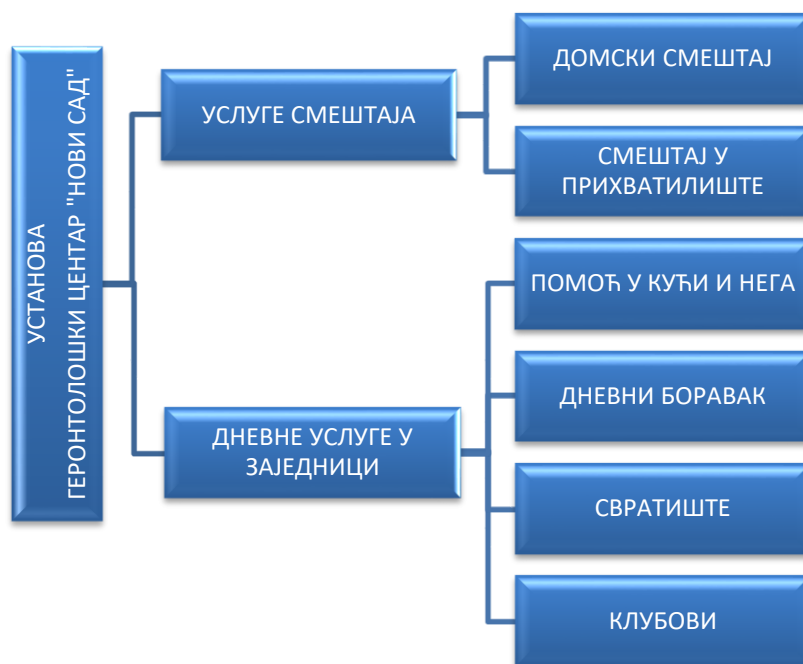 УСТАНОВА
ГЕРОНТОЛОШКИ ЦЕНТАР "НОВИ САД"
УСЛУГЕ СМЕШТАЈА
ДОМСКИ СМЕШТАЈ
СМЕШТАЈ У
ПРИХВАТИЛИШТЕ
ДНЕВНЕ УСЛУГЕ У
ЗАЈЕДНИЦИ
ПОМОЋ У КУЋИ И НЕГА
ДНЕВНИ БОРАВАК
СВРАТИШТЕ
КЛУБОВИ